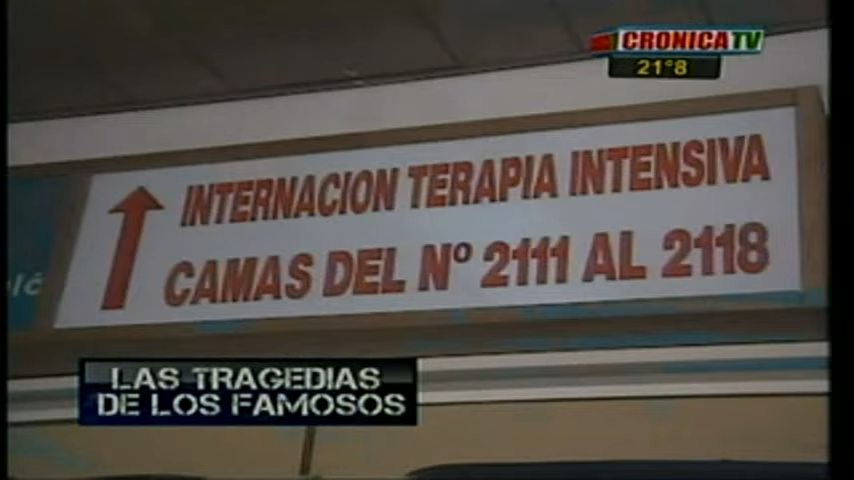 CRONICA TV
21°8
INTERNACION TERAPIA INTENSIVA
CAMAS DEL Nº 2111 AL 2118
LAS TRAGEDIAS
DE LOS FAMOSOS